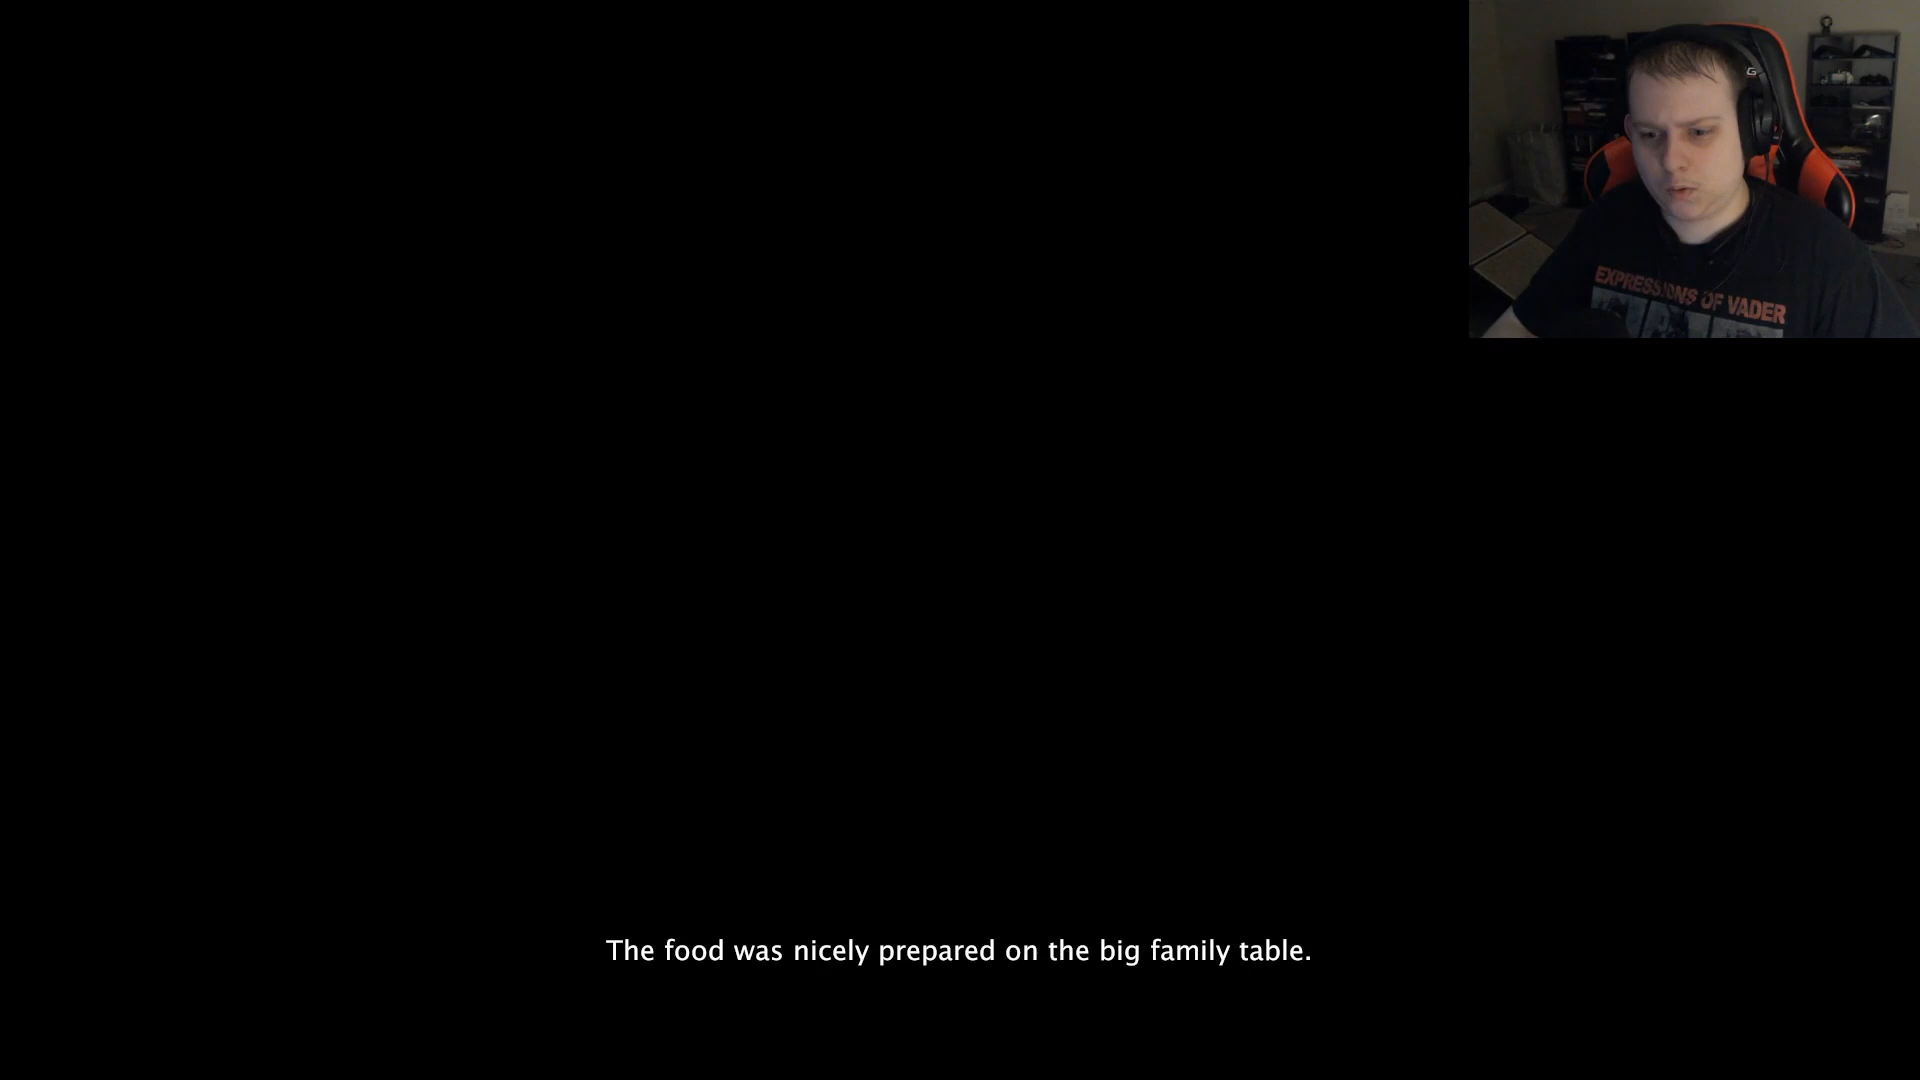 EXPRESSIONS OF VADER
The food was nicely prepared on the big family table.